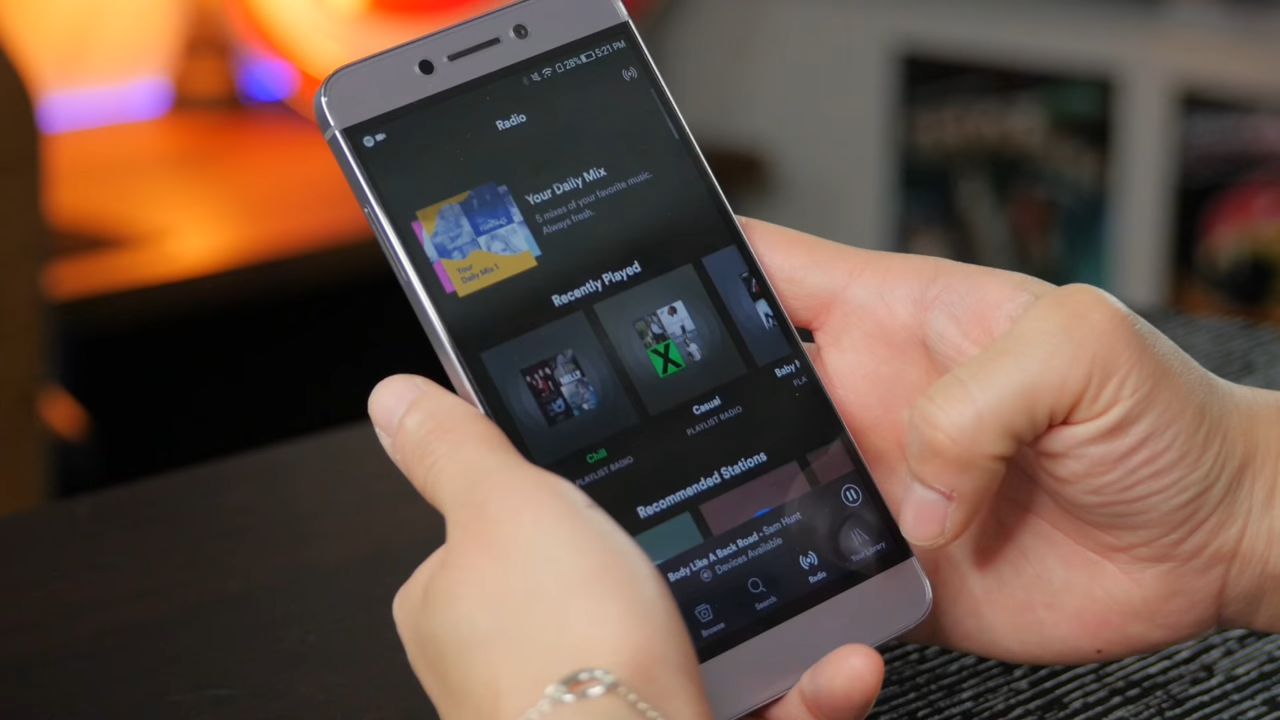 28% 5:21 PM
Radio
Your Daily Mix
5 mixes of your favorite music.
Always fresh.
Your
Daily Mix 1
Recently Played
Chill
PLAYLIST RADIO
Casual
PLAYLIST RADIO
Baby
PLA
X
NELLY
Recommended Stations
Body Like A Back Road • Sam Hunt
Devices Available
Browse
Search
Radio
Your Library